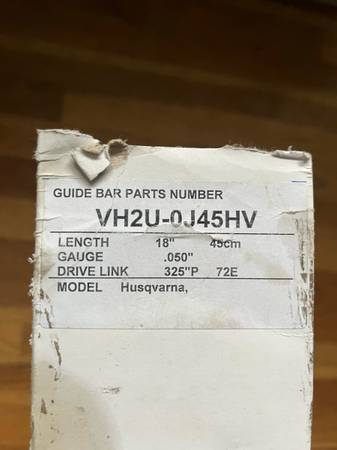 GUIDE BAR PARTS NUMBER
VH2U-0J45HV
LENGTH 18" 45cm
GAUGE .050"
DRIVE LINK 325"P 72E
MODEL Husqvarna,